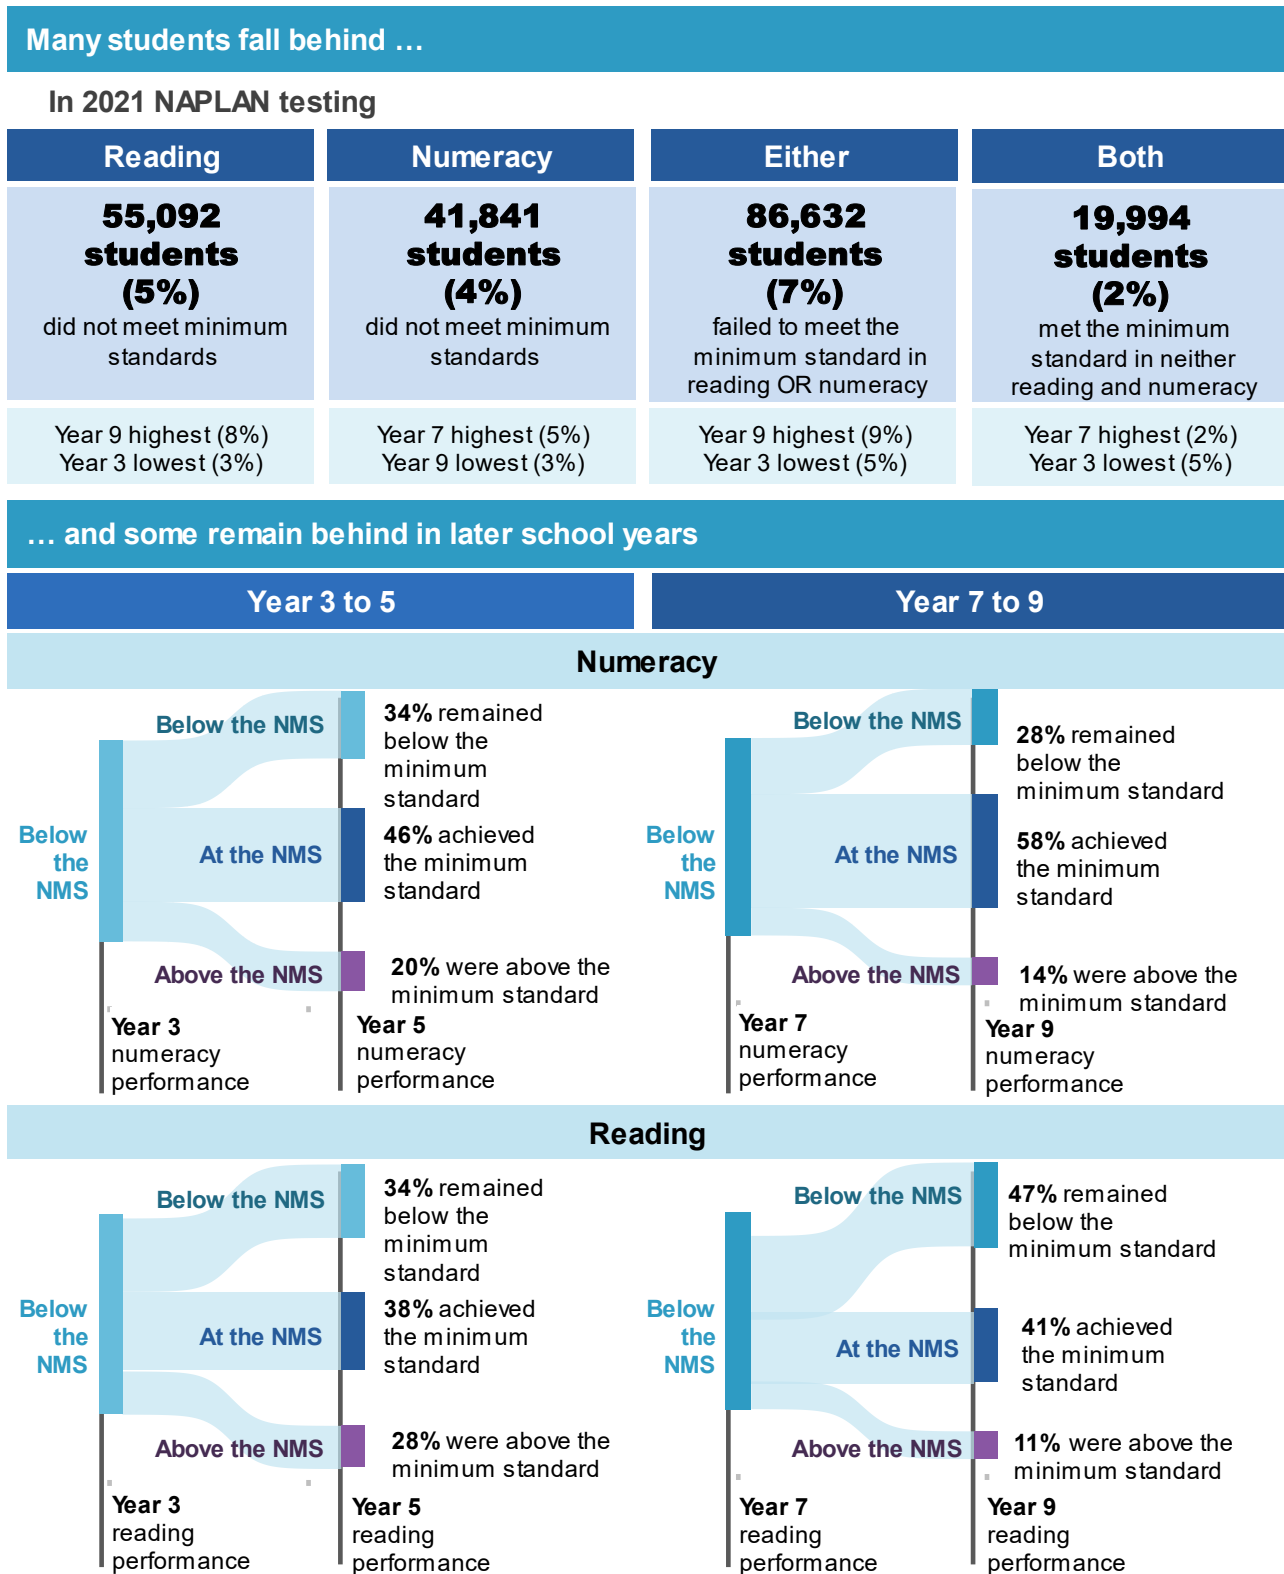 Many students fall behind …
In 2021 NAPLAN testing
Reading
55,092
students
(5%)
did not meet minimum
standards
Year 9 highest (8%)
Year 3 lowest (3%)
Numeracy
41,841
students
(4%)
did not meet minimum
standards
Year 7 highest (5%)
Year 9 lowest (3%)
Either
86,632
students
(7%)
failed to meet the
minimum standard in
reading OR numeracy
Year 9 highest (9%)
Year 3 lowest (5%)
Both
19,994
students
(2%)
met the minimum
standard in neither
reading and numeracy
Year 7 highest (2%)
Year 3 lowest (5%)
… and some remain behind in later school years
Year 3 to 5
Year 7 to 9
Numeracy
Below
the
NMS
Below the NMS
34% remained
below the
minimum
standard
At the NMS
46% achieved
the minimum
standard
Above the NMS
20% were above the
minimum standard
Year 3
numeracy
performance
Year 5
numeracy
performance
Below
the
NMS
Below the NMS
28% remained
below the
minimum standard
At the NMS
58% achieved
the minimum
standard
Above the NMS
14% were above the
minimum standard
Year 7
numeracy
performance
Year 9
numeracy
performance
Reading
Below
the
NMS
Below the NMS
34% remained
below the
minimum
standard
At the NMS
38% achieved
the minimum
standard
Above the NMS
28% were above the
minimum standard
Year 3
reading
performance
Year 5
reading
performance
Below
the
NMS
Below the NMS
47% remained
below the
minimum standard
At the NMS
41% achieved
the minimum
standard
Above the NMS
11% were above the
minimum standard
Year 7
reading
performance
Year 9
reading
performance